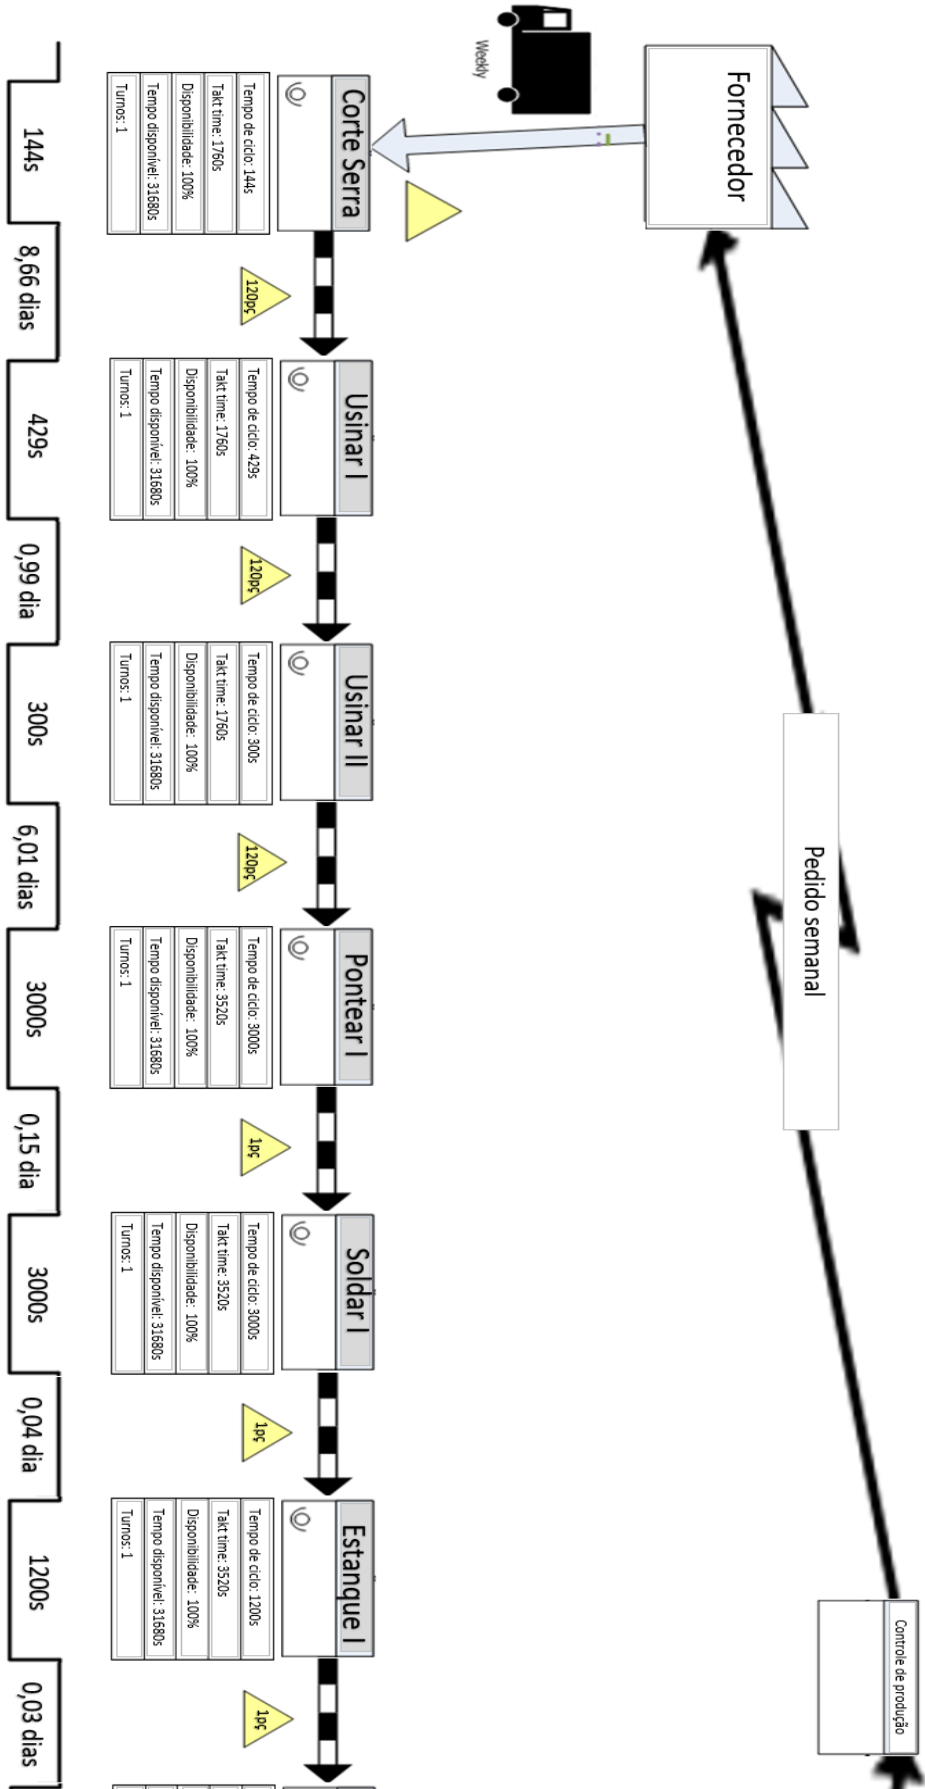 Fornecedor
Pedido semanal
Controle de produção
Weekly
Corte Serra
Tempo de ciclo: 144s
Takt time: 1760s
Disponibilidade: 100%
Tempo disponível: 31680s
Turnos: 1
120pç
Usinar I
Tempo de ciclo: 429s
Takt time: 1760s
Disponibilidade: 100%
Tempo disponível: 31680s
Turnos: 1
120pç
Usinar II
Tempo de ciclo: 300s
Takt time: 1760s
Disponibilidade: 100%
Tempo disponível: 31680s
Turnos: 1
120pç
Pontear I
Tempo de ciclo: 3000s
Takt time: 3520s
Disponibilidade: 100%
Tempo disponível: 31680s
Turnos: 1
1pç
Soldar I
Tempo de ciclo: 3000s
Takt time: 3520s
Disponibilidade: 100%
Tempo disponível: 31680s
Turnos: 1
1pç
Estanque I
Tempo de ciclo: 1200s
Takt time: 3520s
Disponibilidade: 100%
Tempo disponível: 31680s
Turnos: 1
1pç
144s
8,66 dias
429s
0,99 dia
300s
6,01 dias
3000s
0,15 dia
3000s
0,04 dia
1200s
0,03 dias